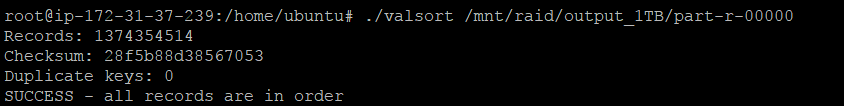 root@ip-172-31-37-239:/home/ubuntu# ./valsort /mnt/raid/output_1TB/part-r-00000
Records: 1374354514
Checksum: 28f5b88d38567053
Duplicate keys: 0
SUCCESS - all records are in order